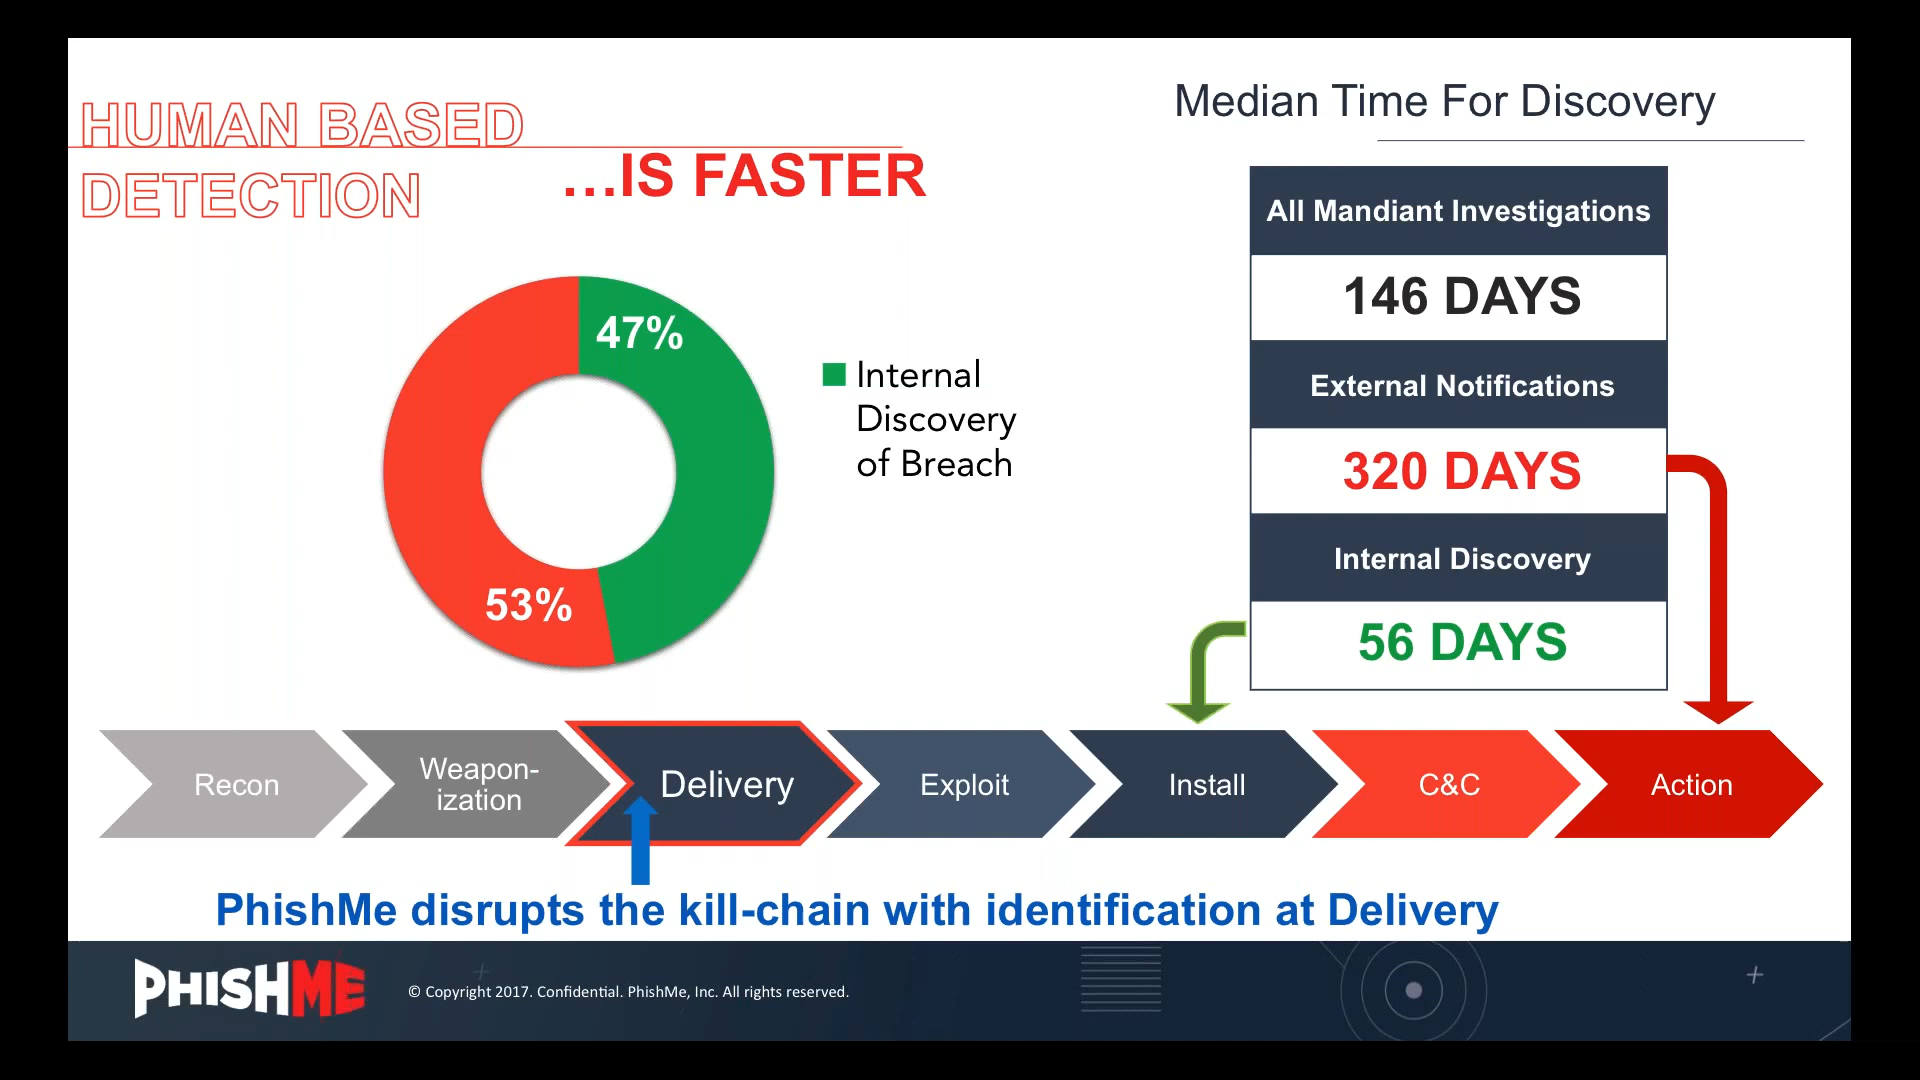 HUMAN BASED
DETECTION
...IS FASTER
Median Time For Discovery
All Mandiant Investigations
146 DAYS
External Notifications
320 DAYS
Internal Discovery
56 DAYS
47%
53%
Internal
Discovery
of Breach
Recon
Weapon-
ization
Delivery
Exploit
Install
C&C
Action
PhishMe disrupts the kill-chain with identification at Delivery
PHISHME
© Copyright 2017. Confidential. PhishMe, Inc. All rights reserved.